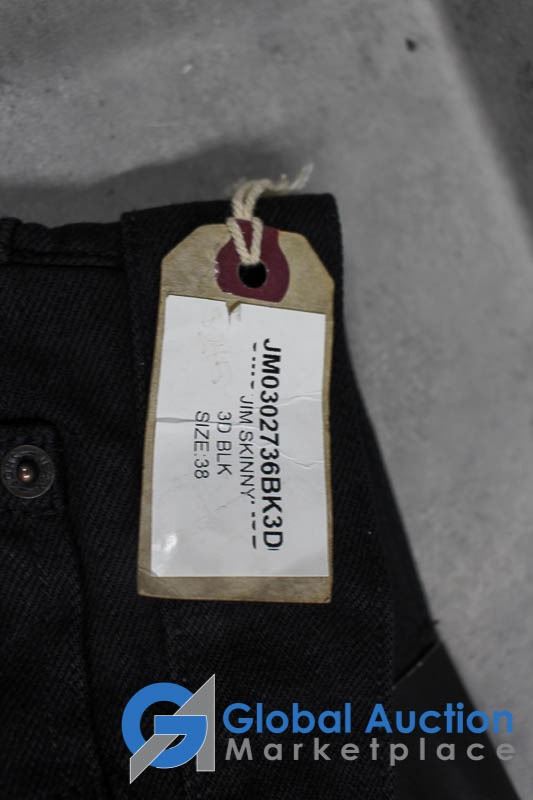 JM0302736BK3D
JIM SKINNY
3D BLK
SIZE:38
Global Auction
Marketplace